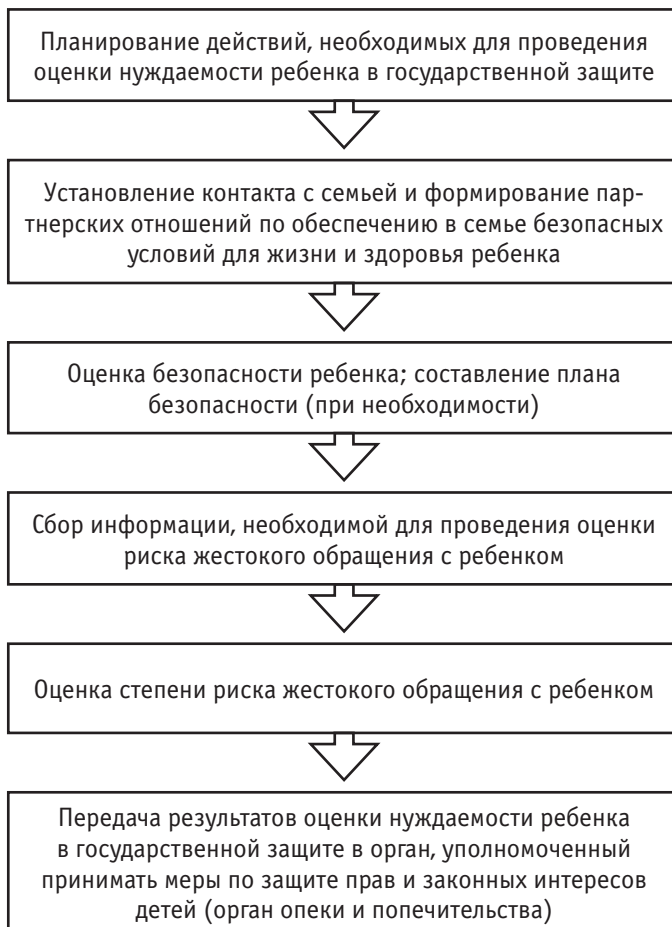 Планирование действий, необходимых для проведения
оценки нуждаемости ребенка в государственной защите
Установление контакта с семьей и формирование пар-
тнерских отношений по обеспечению в семье безопасных
условий для жизни и здоровья ребенка
Оценка безопасности ребенка; составление плана
безопасности (при необходимости)
Сбор информации, необходимой для проведения оценки
риска жестокого обращения с ребенком
Оценка степени риска жестокого обращения с ребенком
Передача результатов оценки нуждаемости ребенка
в государственной защите в орган, уполномоченный
принимать меры по защите прав и законных интересов
детей (орган опеки и попечительства)